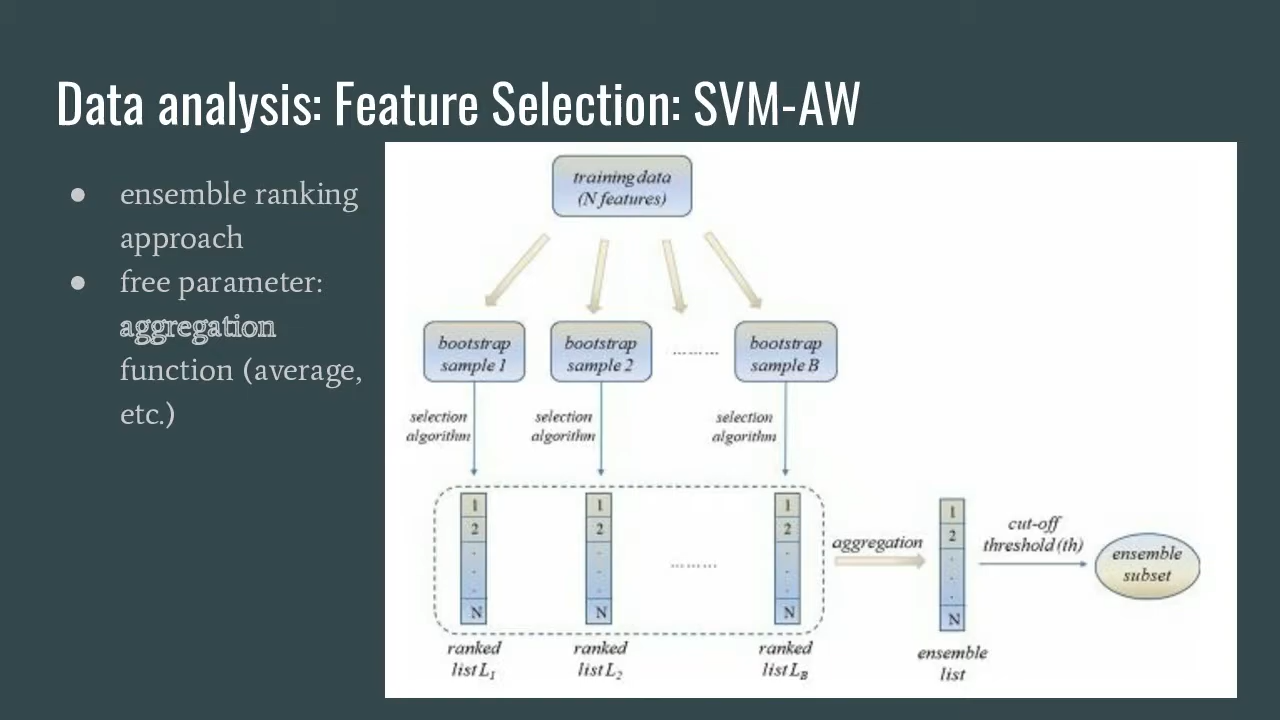 Data analysis: Feature Selection: SVM-AW
● ensemble ranking
approach
● free parameter:
aggregation
function (average,
etc.)
training data
(N features)
bootstrap
sample 1
bootstrap
sample 2
………
bootstrap
sample B
selection
algorithm
selection
algorithm
selection
algorithm
1
2
.
.
.
N
1
2
.
.
.
N
………
1
2
.
.
.
N
ranked
list L1
ranked
list L2
ranked
list LB
aggregation
1
2
.
.
.
N
ensemble
list
cut-off
threshold (th)
ensemble
subset